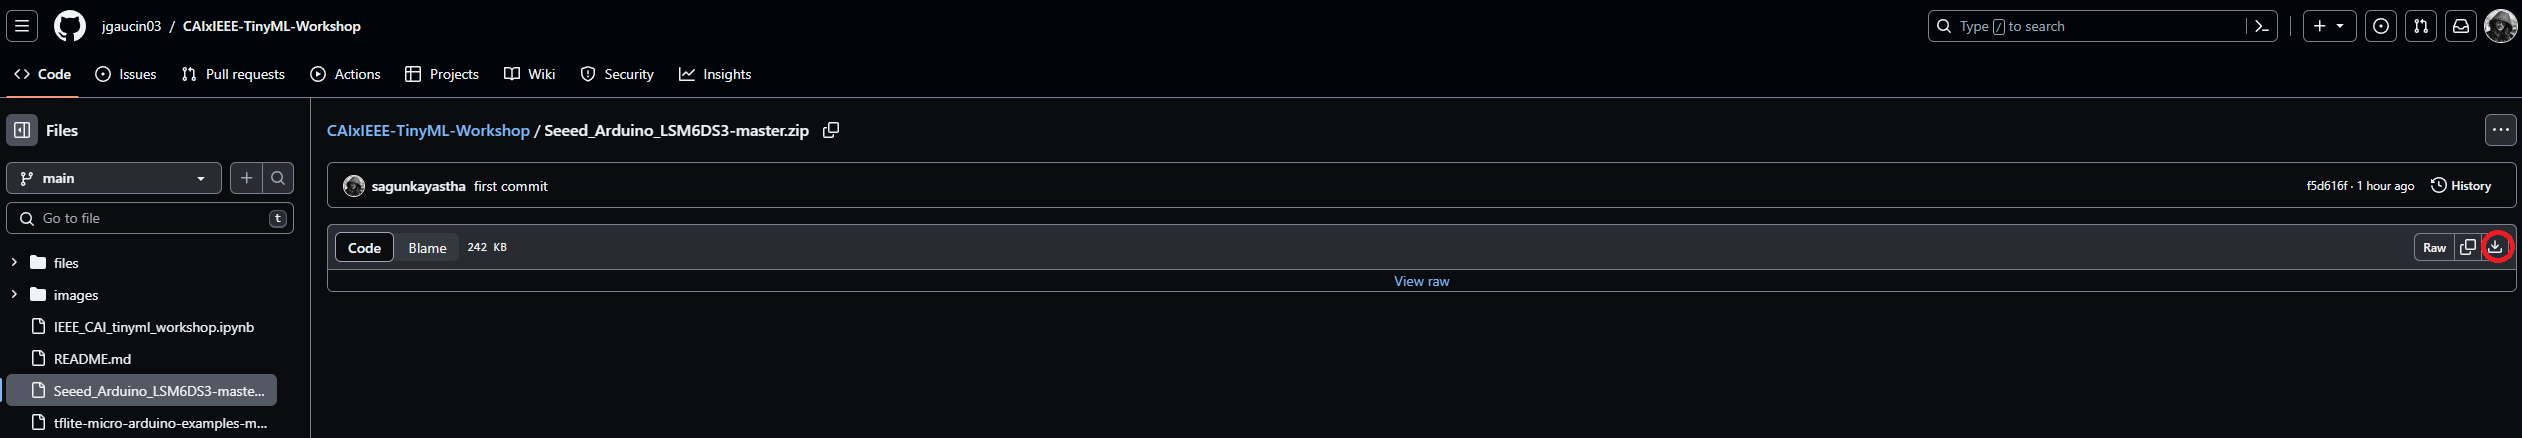 jgaucin03 / CAIxIEEE-TinyML-Workshop
Type / to search
Code Issues Pull requests Actions Projects Wiki Security Insights
Files
main
Go to file t
files
images
IEEE_CAI_tinyml_workshop.ipynb
README.md
Seeed_Arduino_LSM6DS3-maste...
tflite-micro-arduino-examples-m...
CAIxIEEE-TinyML-Workshop / Seeed_Arduino_LSM6DS3-master.zip
sagunkayastha first commit
f5d616f · 1 hour ago History
Code Blame 242 KB
Raw
View raw